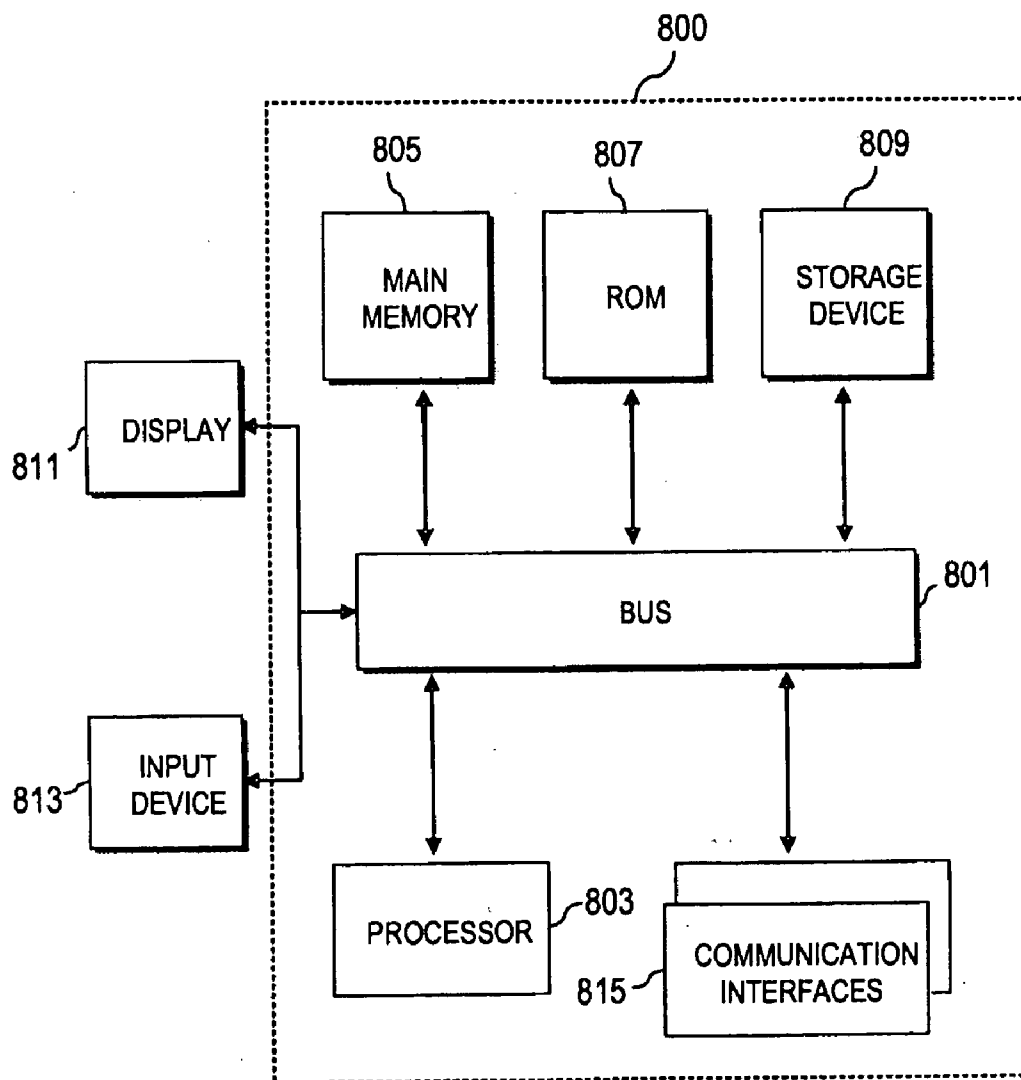 800
805
807
809
MAIN
MEMORY
ROM
STORAGE
DEVICE
DISPLAY
811
BUS
801
INPUT
DEVICE
813
PROCESSOR
803
COMMUNICATION
INTERFACES
815